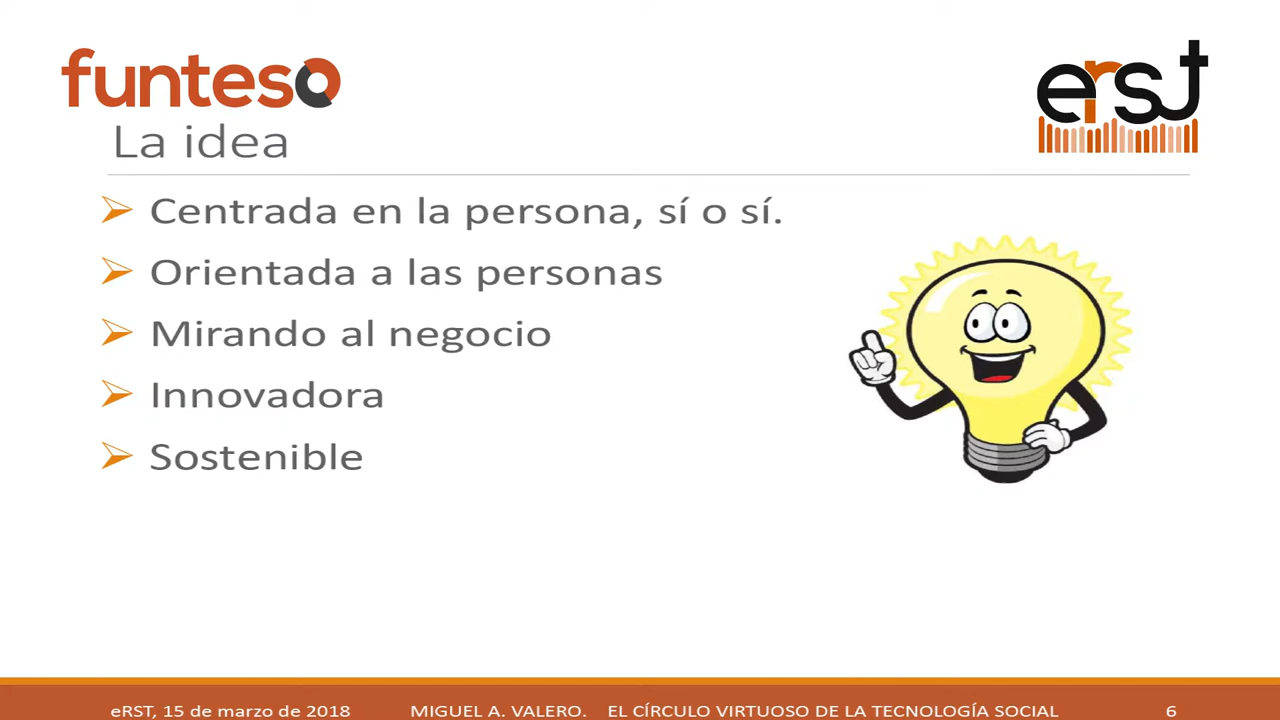 funteso
erst
La idea
Centrada en la persona, sí o sí.
Orientada a las personas
Mirando al negocio
Innovadora
Sostenible
eRST, 15 de marzo de 2018 MIGUEL A. VALERO. EL CÍRCULO VIRTUOSO DE LA TECNOLOGÍA SOCIAL 6